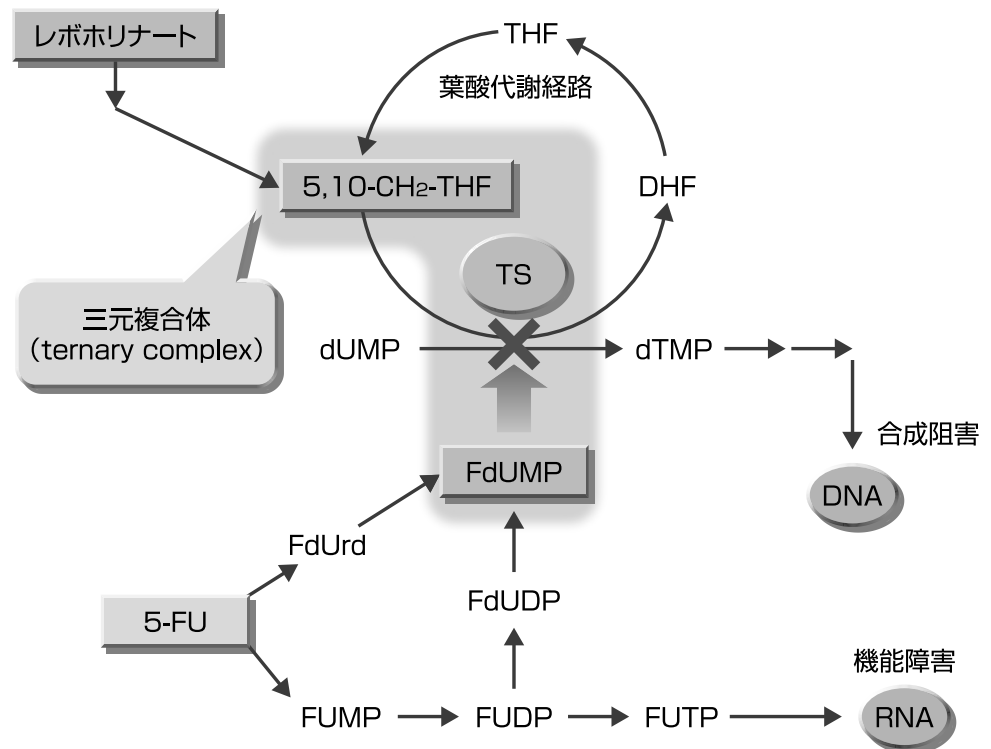 レボホリナート
THF
葉酸代謝経路
5,10-CH₂-THF
DHF
TS
三元複合体
（ternary complex）
dUMP
dTMP
合成阻害
FdUMP
DNA
FdUrd
FdUDP
5-FU
機能障害
FUMP
FUDP
FUTP
RNA